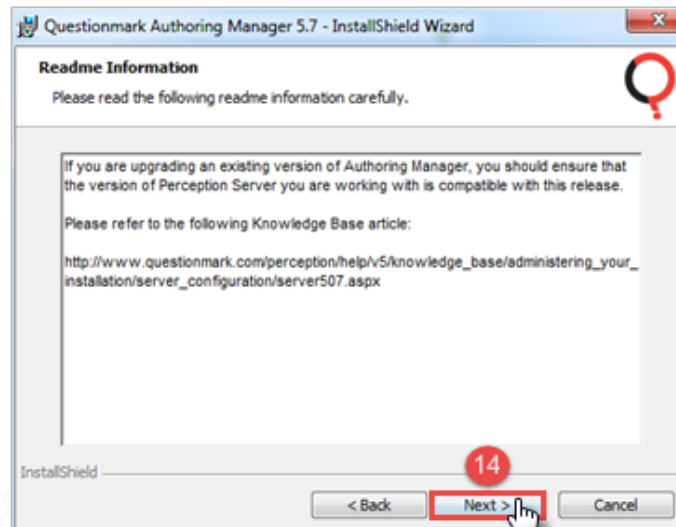 Questionmark Authoring Manager 5.7 - InstallShield Wizard
Readme Information
Please read the following readme information carefully.
If you are upgrading an existing version of Authoring Manager, you should ensure that
the version of Perception Server you are working with is compatible with this release.
Please refer to the following Knowledge Base article:
http://www.questionmark.com/perception/help/v5/knowledge_base/administering_your_
installation/server_configuration/server507.aspx
InstallShield
14
< Back Next > Cancel